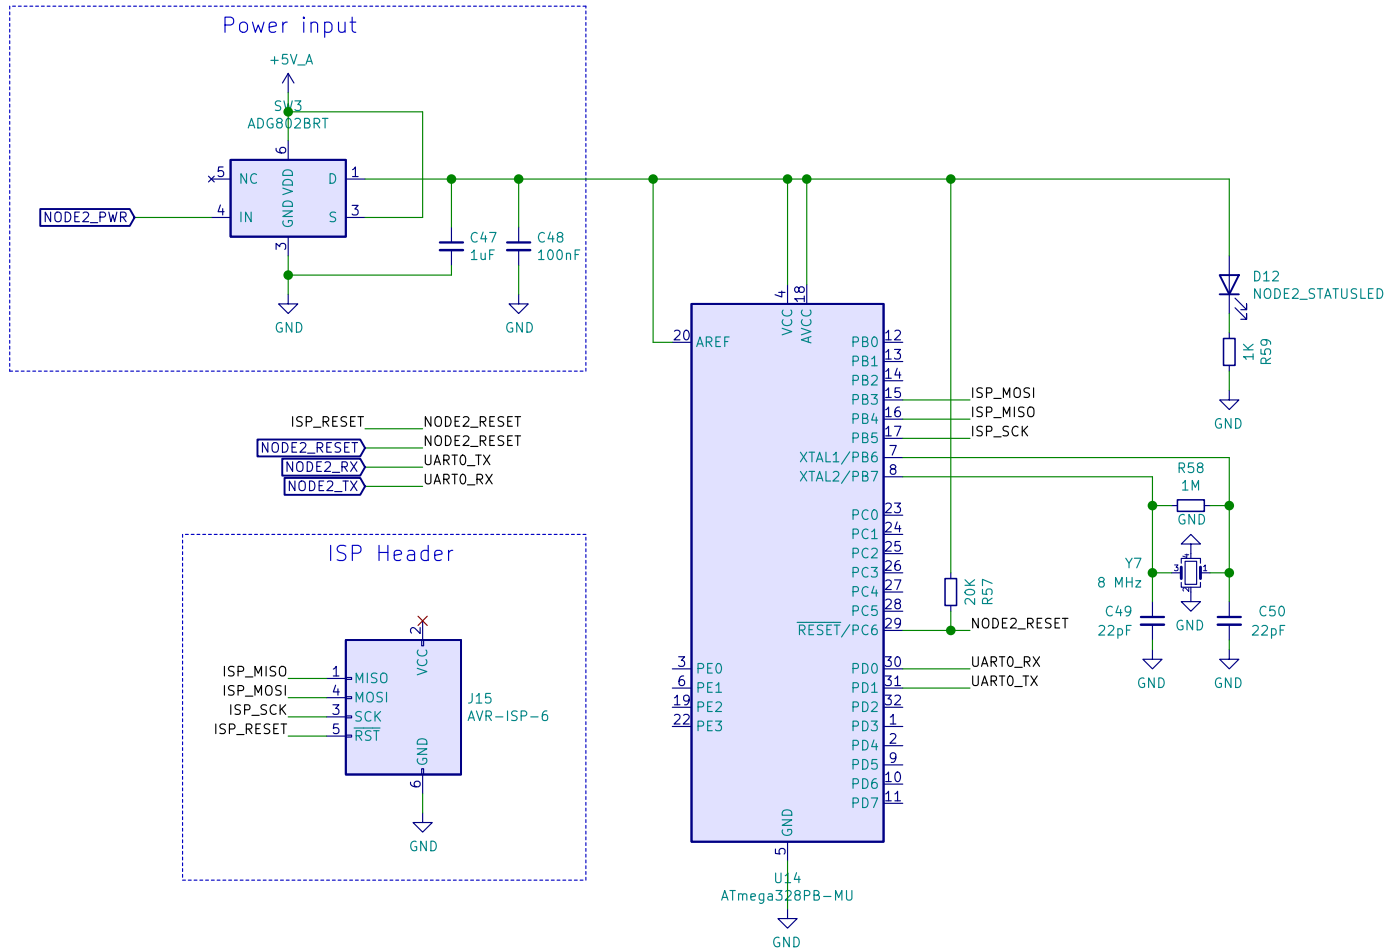 Power input
+5V_A
SW3
ADG802BRT
6
5
NC
VDD
D
1
NODE2_PWR
4
IN
GND
S
3
3
GND
C47
1uF
C48
100nF
GND
D12
NODE2_STATUSLED
1K
R59
GND
4
VCC
18
AVCC
20
AREF
PB0
12
PB1
13
PB2
14
PB3
15
ISP_MOSI
PB4
16
ISP_MISO
PB5
17
ISP_SCK
XTAL1/PB6
7
XTAL2/PB7
8
PC0
23
PC1
24
PC2
25
PC3
26
PC4
27
PC5
28
RESET/PC6
29
NODE2_RESET
20K
R57
3
PE0
6
PE1
19
PE2
22
PE3
PD0
30
UART0_RX
PD1
31
UART0_TX
PD2
32
PD3
1
PD4
2
PD5
9
PD6
10
PD7
11
GND
5
U14
ATmega328PB-MU
GND
R58
1M
GND
Y7
8 MHz
4
3
1
2
GND
C49
22pF
GND
C50
22pF
GND
ISP_RESET
NODE2_RESET
NODE2_RESET
NODE2_RESET
NODE2_RX
UART0_TX
NODE2_TX
UART0_RX
ISP Header
2
VCC
ISP_MISO
1
MISO
ISP_MOSI
4
MOSI
ISP_SCK
3
SCK
ISP_RESET
5
RST
GND
6
J15
AVR-ISP-6
GND